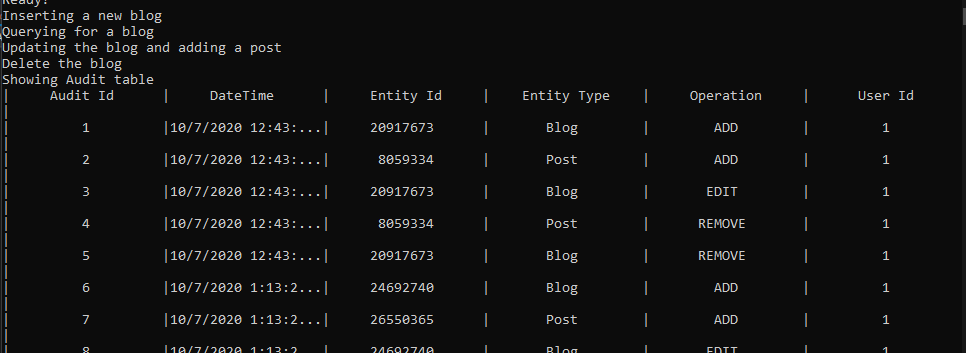 Ready!
Inserting a new blog
Querying for a blog
Updating the blog and adding a post
Delete the blog
Showing Audit table
| Audit Id | DateTime | Entity Id | Entity Type | Operation | User Id
|
| 1 |10/7/2020 12:43:...| 20917673 | Blog | ADD | 1
|
| 2 |10/7/2020 12:43:...| 8059334 | Post | ADD | 1
|
| 3 |10/7/2020 12:43:...| 20917673 | Blog | EDIT | 1
|
| 4 |10/7/2020 12:43:...| 8059334 | Post | REMOVE | 1
|
| 5 |10/7/2020 12:43:...| 20917673 | Blog | REMOVE | 1
|
| 6 |10/7/2020 1:13:2...| 24692740 | Blog | ADD | 1
|
| 7 |10/7/2020 1:13:2...| 26550365 | Post | ADD | 1
|
| 8 |10/7/2020 1:13:2...| 24692740 | Blog | EDIT | 1